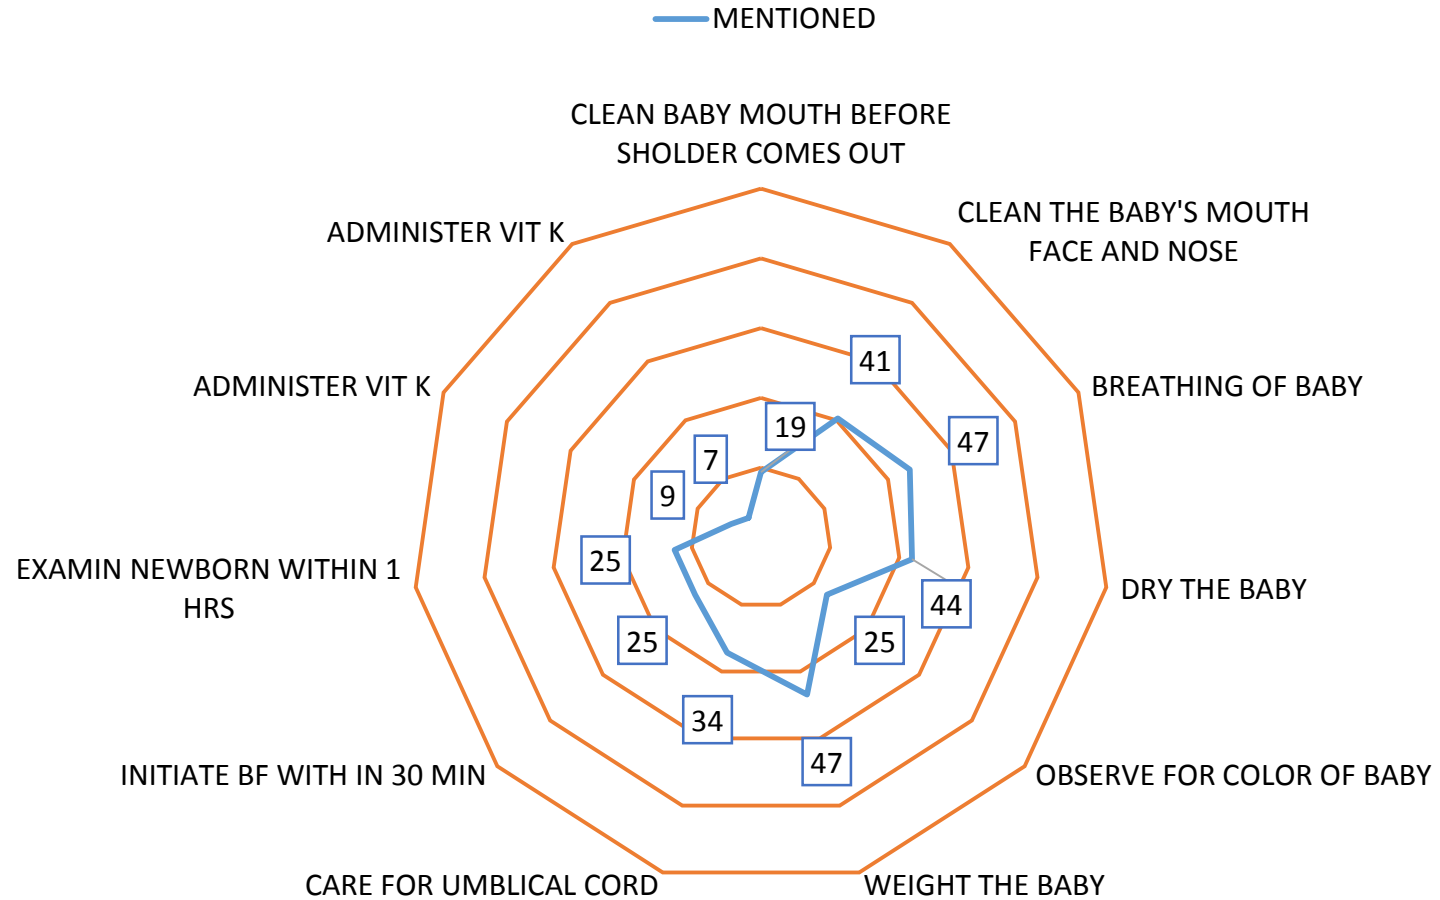 MENTIONED
CLEAN BABY MOUTH BEFORE
SHOLDER COMES OUT
CLEAN THE BABY'S MOUTH
FACE AND NOSE
ADMINISTER VIT K
41
BREATHING OF BABY
ADMINISTER VIT K
19
47
7
9
25
EXAMIN NEWBORN WITHIN 1
HRS
DRY THE BABY
44
25
25
34
47
INITIATE BF WITH IN 30 MIN
OBSERVE FOR COLOR OF BABY
CARE FOR UMBLICAL CORD
WEIGHT THE BABY